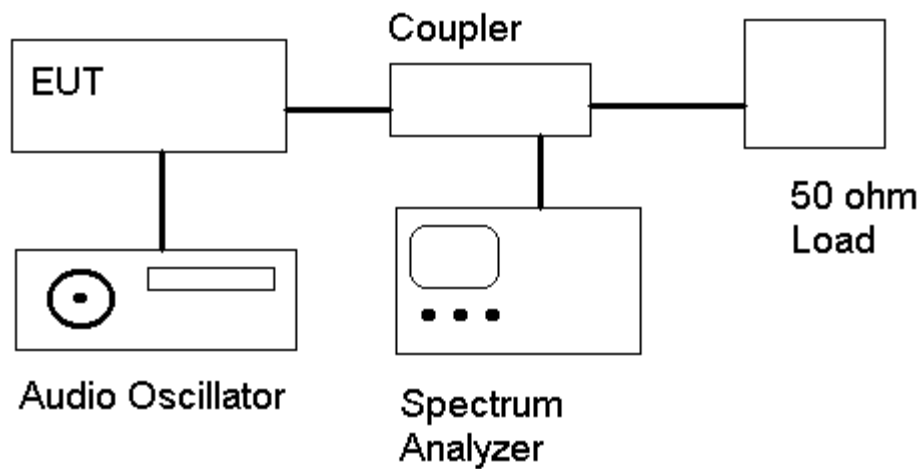 Coupler
EUT
50 ohm
Load
Audio Oscillator
Spectrum
Analyzer